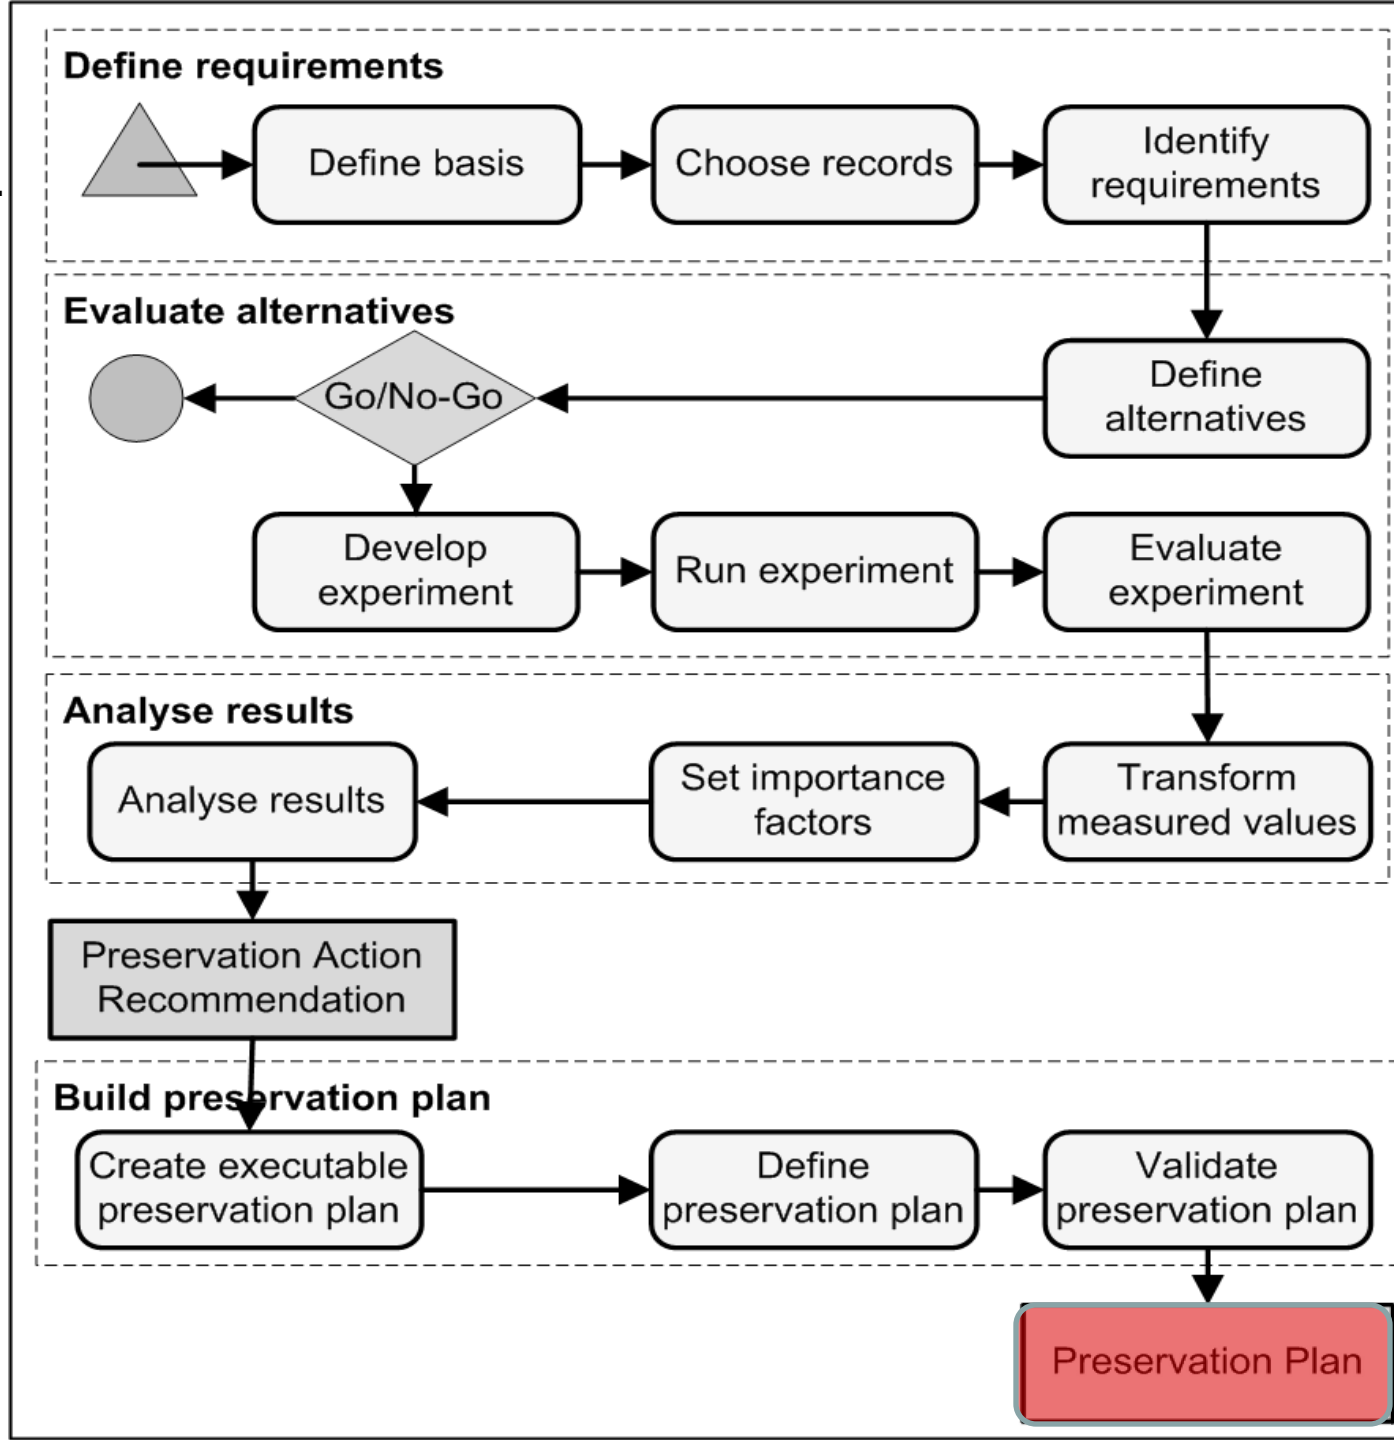 Define requirements
Define basis
Choose records
Identify
requirements
Evaluate alternatives
Go/No-Go
Define
alternatives
Develop
experiment
Run experiment
Evaluate
experiment
Analyse results
Analyse results
Set importance
factors
Transform
measured values
Preservation Action
Recommendation
Build preservation plan
Create executable
preservation plan
Define
preservation plan
Validate
preservation plan
Preservation Plan